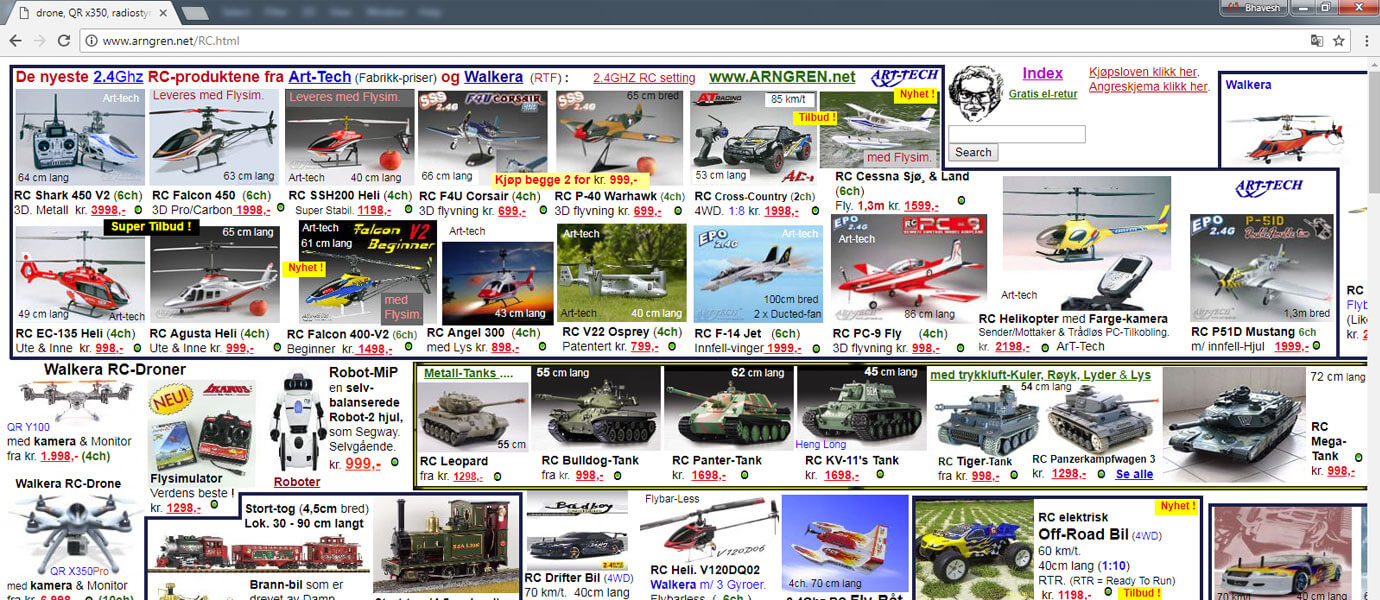 drone, QR x350, radiostyr
Bhavesh
www.arngren.net/RC.html
De nyeste 2.4Ghz RC-produktene fra Art-Tech (Fabrikk-priser) og Walkera (RTF) : 2.4GHZ RC setting www.ARNGREN.net ART-TECH
Index
Gratis el-retur
Kjøpsloven klikk her.
Angreskjema klikk her.
Search
Walkera
Art-tech
64 cm lang
RC Shark 450 V2 (6ch)
3D. Metall kr. 3998,-
Leveres med Flysim.
63 cm lang
RC Falcon 450 (6ch)
3D Pro/Carbon 1998,-
Leveres med Flysim.
Art-tech 40 cm lang
RC SSH200 Heli (4ch)
Super Stabil. 1198,-
SSS 2.4G F4U CORSAIR
66 cm lang
RC F4U Corsair (4ch)
3D flyvning kr. 699,-
SSS 2.4G
65 cm bred
Kjøp begge 2 for kr. 999,-
RC P-40 Warhawk (4ch)
3D flyvning kr. 699,-
AT RACING
85 km/t
Tilbud !
53 cm lang
RC Cross-Country (2ch)
4WD. 1:8 kr. 1998,-
Nyhet !
med Flysim.
RC Cessna Sjø, & Land
(6ch)
Fly. 1,3m kr. 1599,-
Super Tilbud !
49 cm lang
Art-tech
RC EC-135 Heli (4ch)
Ute & Inne kr. 998,-
65 cm lang
RC Agusta Heli (4ch)
Ute & Inne kr. 999,-
Art-tech
61 cm lang
Falcon V2
Beginner
Nyhet !
med
Flysim.
RC Falcon 400-V2 (6ch)
Beginner kr. 1498,-
Art-tech
43 cm lang
RC Angel 300 (4ch)
med Lys kr. 898,-
Art-tech
40 cm lang
RC V22 Osprey (4ch)
Patentert kr. 799,-
EPO 2.4G
100cm bred
2 x Ducted-fan
RC F-14 Jet (6ch)
Innfell-vinger 1999,-
EPO 2.4G
RC PC-9
Art-tech
86 cm lang
RC PC-9 Fly (4ch)
3D flyvning kr. 998,-
Art-tech
RC Helikopter med Farge-kamera
Sender/Mottaker & Trådløs PC-Tilkobling.
kr. 2198,- ArT-Tech
ART-TECH
EPO 2.4G
P-51D
1,3m bred
RC P51D Mustang 6ch
m/ innfell-Hjul 1999,-
RC
Flyb
(Like
kr. 2
Walkera RC-Droner
QR Y100
med kamera & Monitor
fra kr. 1.998,- (4ch)
NEU!
IKARUS
Flysimulator
Verdens beste !
kr. 1298,-
Robot-MiP
en selv-
balanserede
Robot-2 hjul,
som Segway.
Selvgående.
kr. 999,-
Roboter
Metall-Tanks ....
55 cm
RC Leopard
fra kr. 1298,-
55 cm lang
RC Bulldog-Tank
fra kr. 998,-
62 cm lang
RC Panter-Tank
kr. 1698,-
45 cm lang
Heng Long
RC KV-11's Tank
kr. 1698,-
med trykkluft-Kuler, Røyk, Lyder & Lys
54 cm lang
RC Tiger-Tank
fra kr. 998,-
RC Panzerkampfwagen 3
kr. 1298,- Se alle
72 cm lang
RC
Mega-
Tank
kr. 998,-
Walkera RC-Drone
QR X350Pro
med kamera & Monitor
fra kr. 6.998,- (10ch)
Stort-tog (4,5cm bred)
Lok. 30 - 90 cm langt
Brann-bil som er
drevet av Damp
Badboy
RC Drifter Bil (4WD)
70 km/t. 40cm lang
Flybar-Less
V120D06
RC Heli. V120DQ02
Walkera m/ 3 Gyroer.
Flybarless. ( 6ch )
4ch. 70 cm lang
Nyhet !
RC elektrisk
Off-Road Bil (4WD)
60 km/t.
40cm lang (1:10)
RTR. (RTR = Ready To Run)
kr. 1198,- Tilbud !
70 km/t 40 cm lang